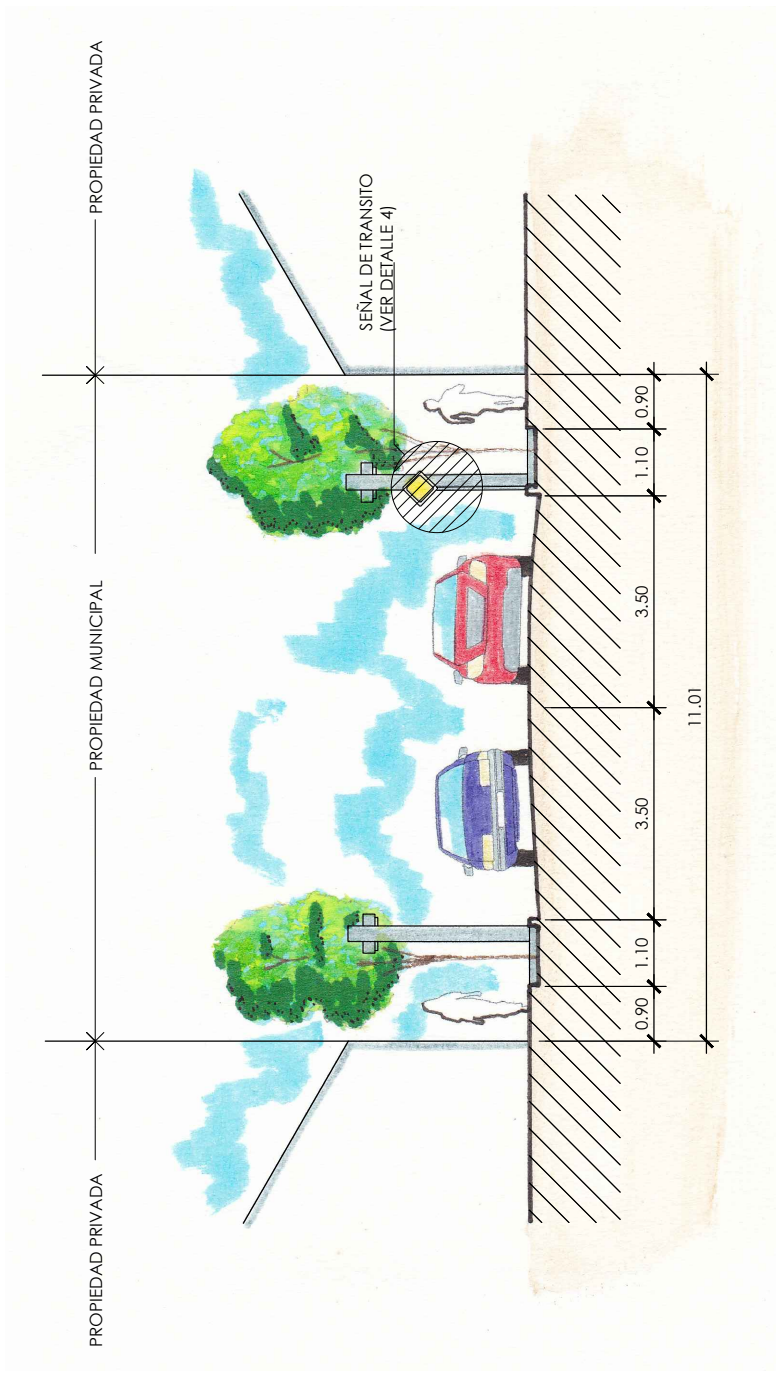 PROPIEDAD PRIVADA
PROPIEDAD MUNICIPAL
PROPIEDAD PRIVADA
SEÑAL DE TRANSITO
(VER DETALLE 4)
0.90
1.10
3.50
3.50
1.10
0.90
11.01